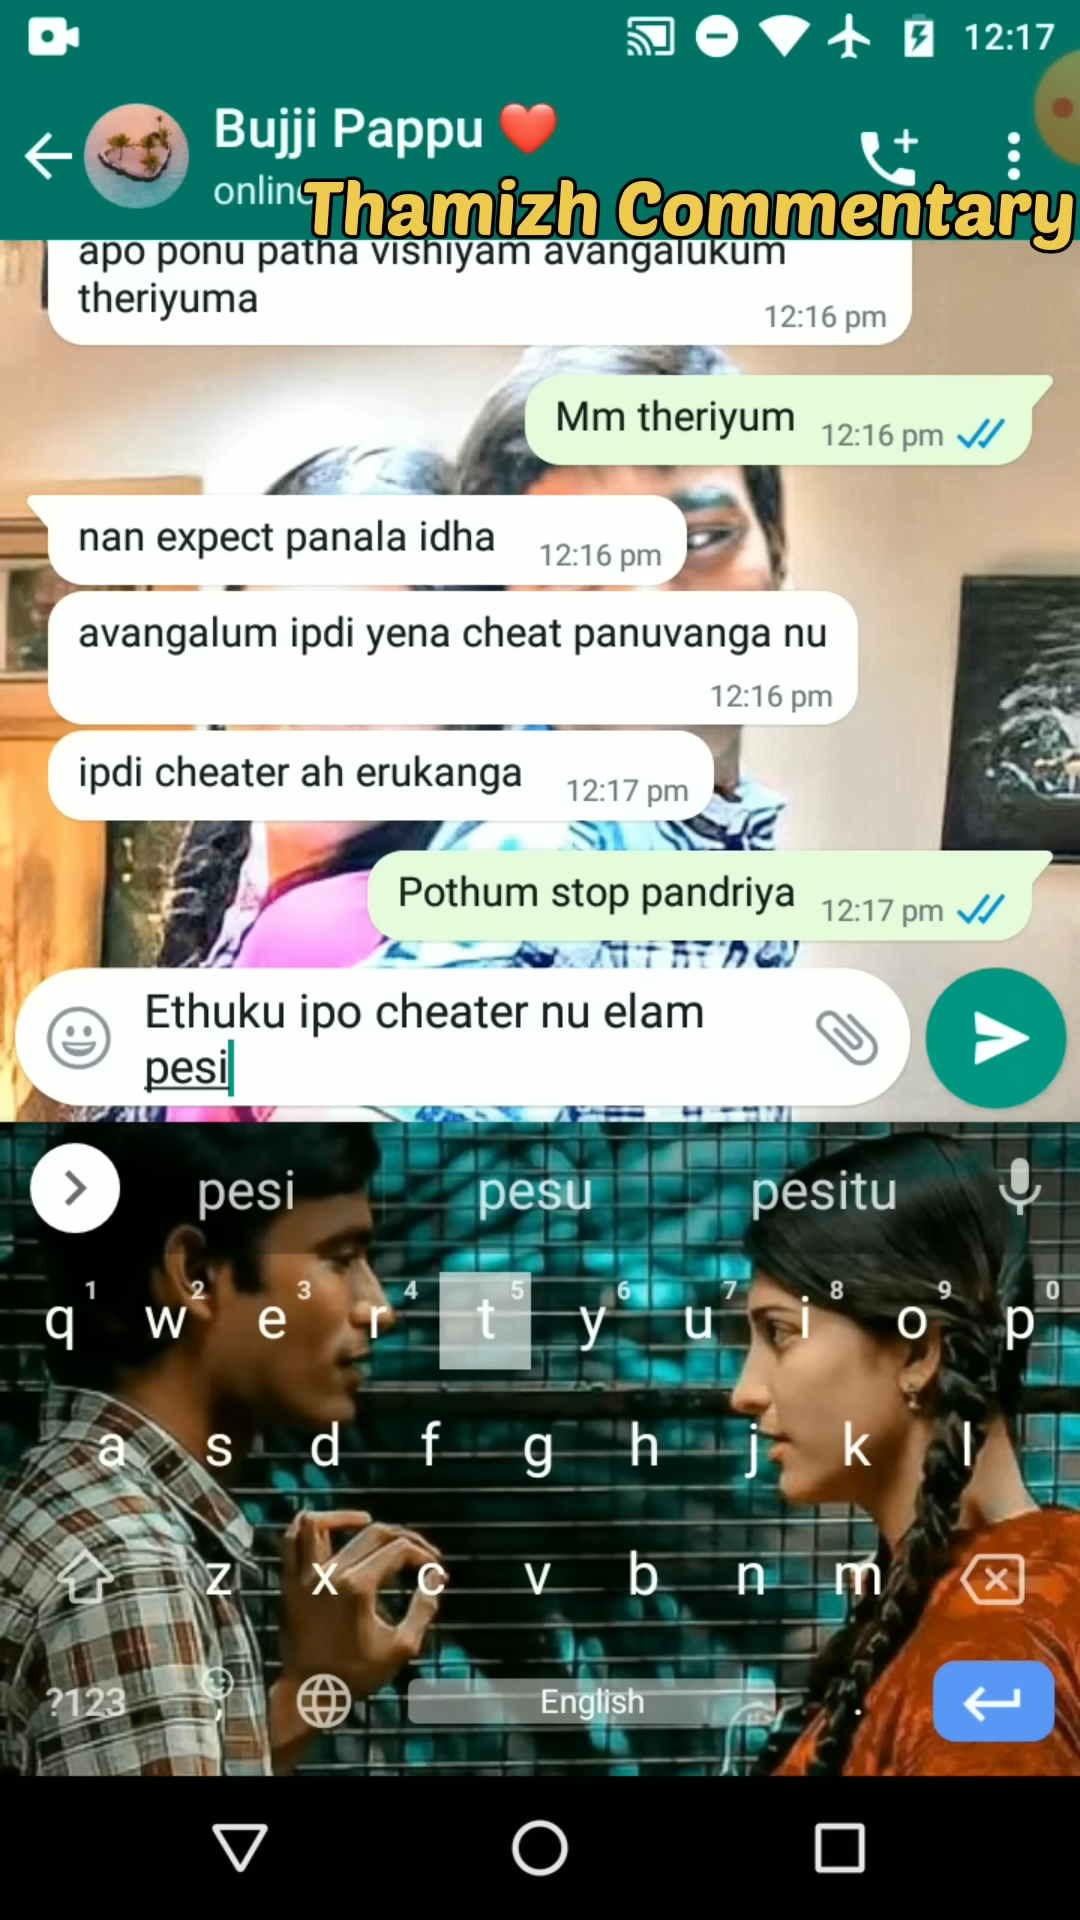 12:17
Bujji Pappu ❤️
online
Thamizh Commentary
apo ponu patha vishiyam avangalukum
theriyuma
12:16 pm
Mm theriyum 12:16 pm
nan expect panala idha 12:16 pm
avangalum ipdi yena cheat panuvanga nu
12:16 pm
ipdi cheater ah erukanga 12:17 pm
Pothum stop pandriya 12:17 pm
Ethuku ipo cheater nu elam
pesi
pesi pesu pesitu
1 2 3 4 5 6 7 8 9 0
q w e r t y u i o p
a s d f g h j k l
z x c v b n m
?123 , English .